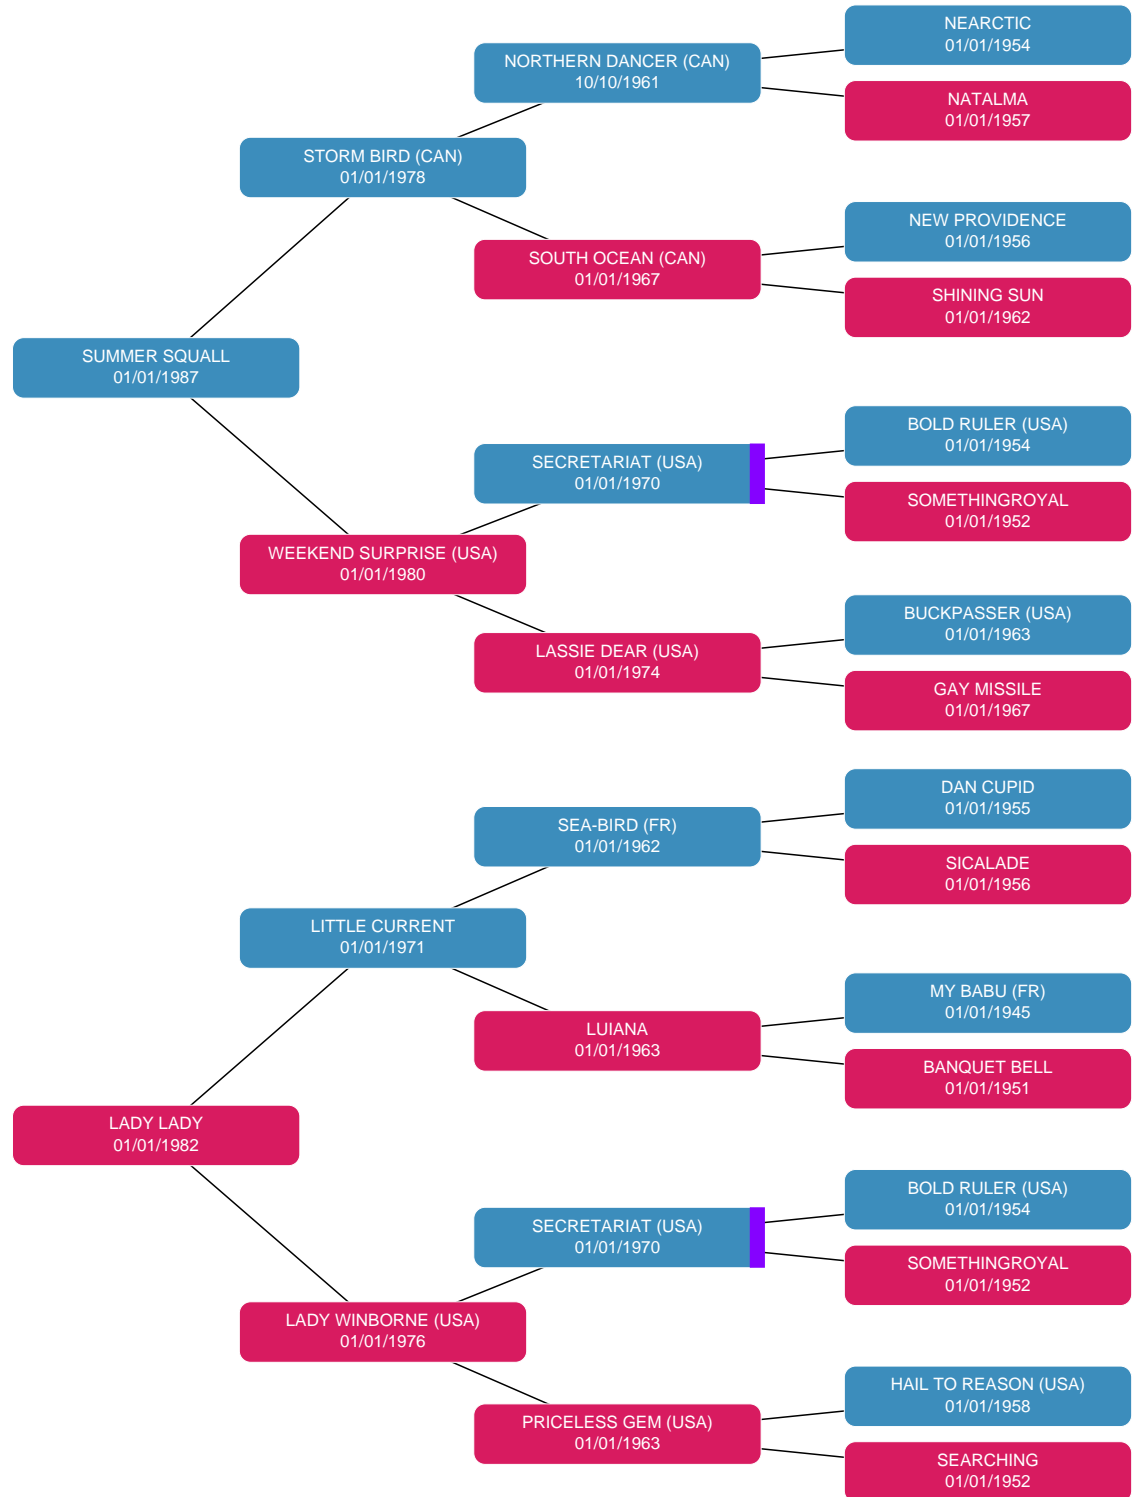 NEARCTIC
01/01/1954
NORTHERN DANCER (CAN)
10/10/1961
NATALMA
01/01/1957
STORM BIRD (CAN)
01/01/1978
NEW PROVIDENCE
01/01/1956
SOUTH OCEAN (CAN)
01/01/1967
SHINING SUN
01/01/1962
SUMMER SQUALL
01/01/1987
BOLD RULER (USA)
01/01/1954
SECRETARIAT (USA)
01/01/1970
SOMETHINGROYAL
01/01/1952
WEEKEND SURPRISE (USA)
01/01/1980
BUCKPASSER (USA)
01/01/1963
LASSIE DEAR (USA)
01/01/1974
GAY MISSILE
01/01/1967
DAN CUPID
01/01/1955
SEA-BIRD (FR)
01/01/1962
SICALADE
01/01/1956
LITTLE CURRENT
01/01/1971
MY BABU (FR)
01/01/1945
LUIANA
01/01/1963
BANQUET BELL
01/01/1951
LADY LADY
01/01/1982
BOLD RULER (USA)
01/01/1954
SECRETARIAT (USA)
01/01/1970
SOMETHINGROYAL
01/01/1952
LADY WINBORNE (USA)
01/01/1976
HAIL TO REASON (USA)
01/01/1958
PRICELESS GEM (USA)
01/01/1963
SEARCHING
01/01/1952